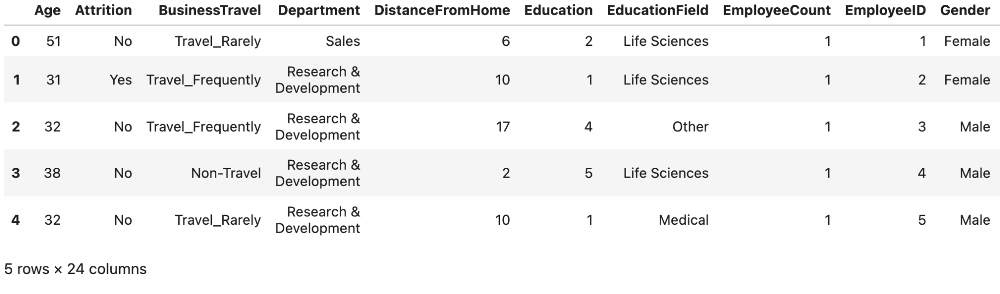 Age Attrition BusinessTravel Department DistanceFromHome Education EducationField EmployeeCount EmployeeID Gender
0 51 No Travel_Rarely Sales 6 2 Life Sciences 1 1 Female
1 31 Yes Travel_Frequently Research & Development 10 1 Life Sciences 1 2 Female
2 32 No Travel_Frequently Research & Development 17 4 Other 1 3 Male
3 38 No Non-Travel Research & Development 2 5 Life Sciences 1 4 Male
4 32 No Travel_Rarely Research & Development 10 1 Medical 1 5 Male
5 rows × 24 columns